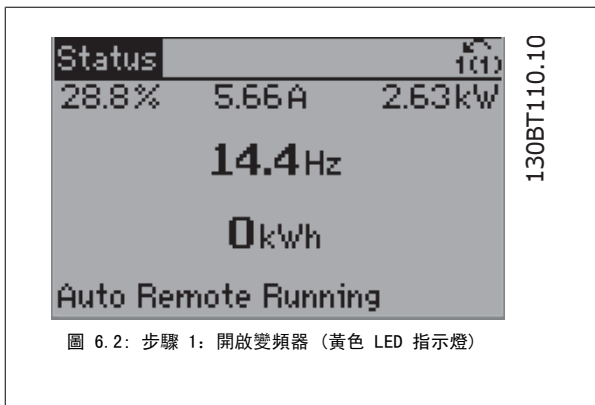 Status 1(1)
28.8% 5.66A 2.63kW
14.4Hz
0kWh
Auto Remote Running
130BT110.10
圖 6.2: 步驟 1: 開啟變頻器 (黃色 LED 指示燈)